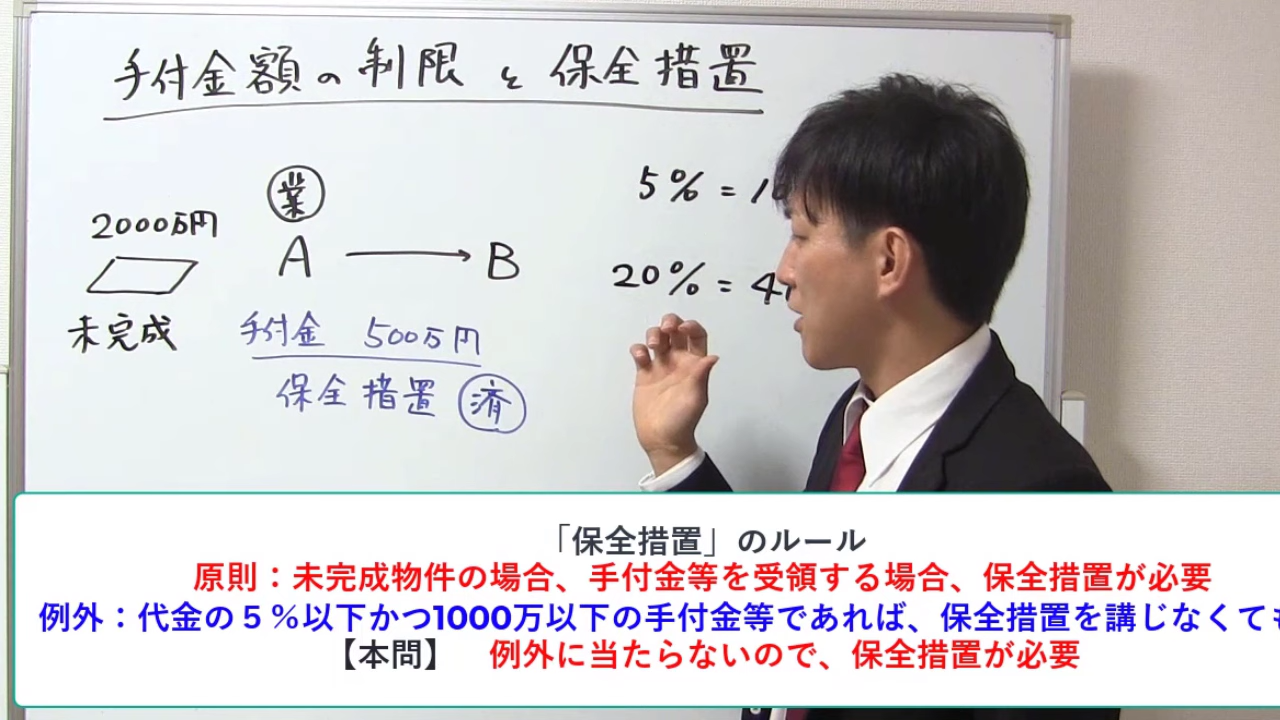 手付金額の制限と保全措置
業
2000万円
A → B
未完成
手付金 500万円
保全措置 済
5% = 1
20% = 4
「保全措置」のルール
原則：未完成物件の場合、手付金等を受領する場合、保全措置が必要
例外：代金の５％以下かつ1000万以下の手付金等であれば、保全措置を講じなくて
【本問】 例外に当たらないので、保全措置が必要